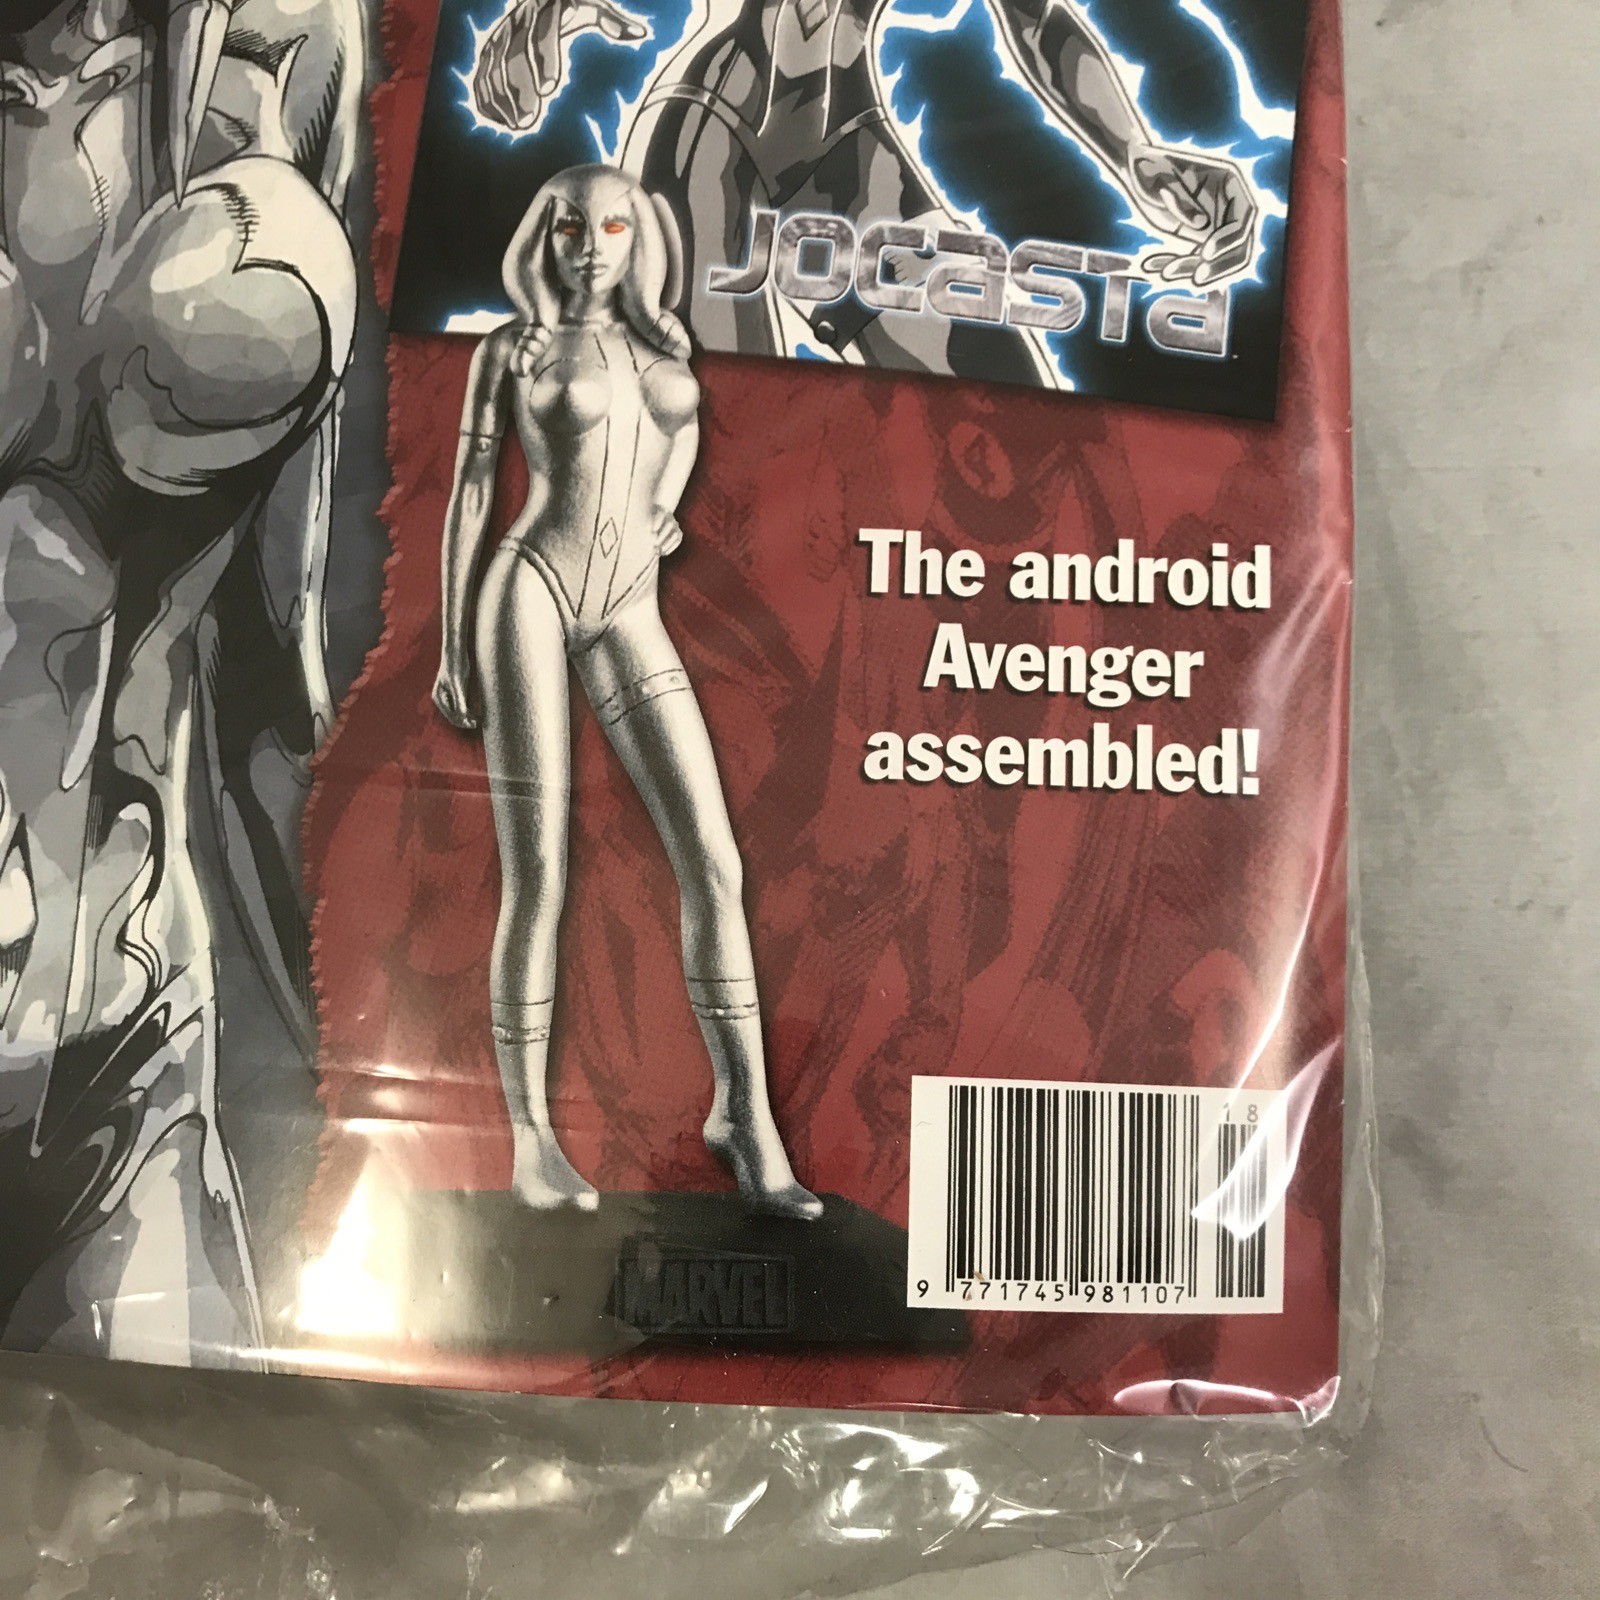 JOCASTA
The android
Avenger
assembled!
18
9 771745 981107
MARVEL